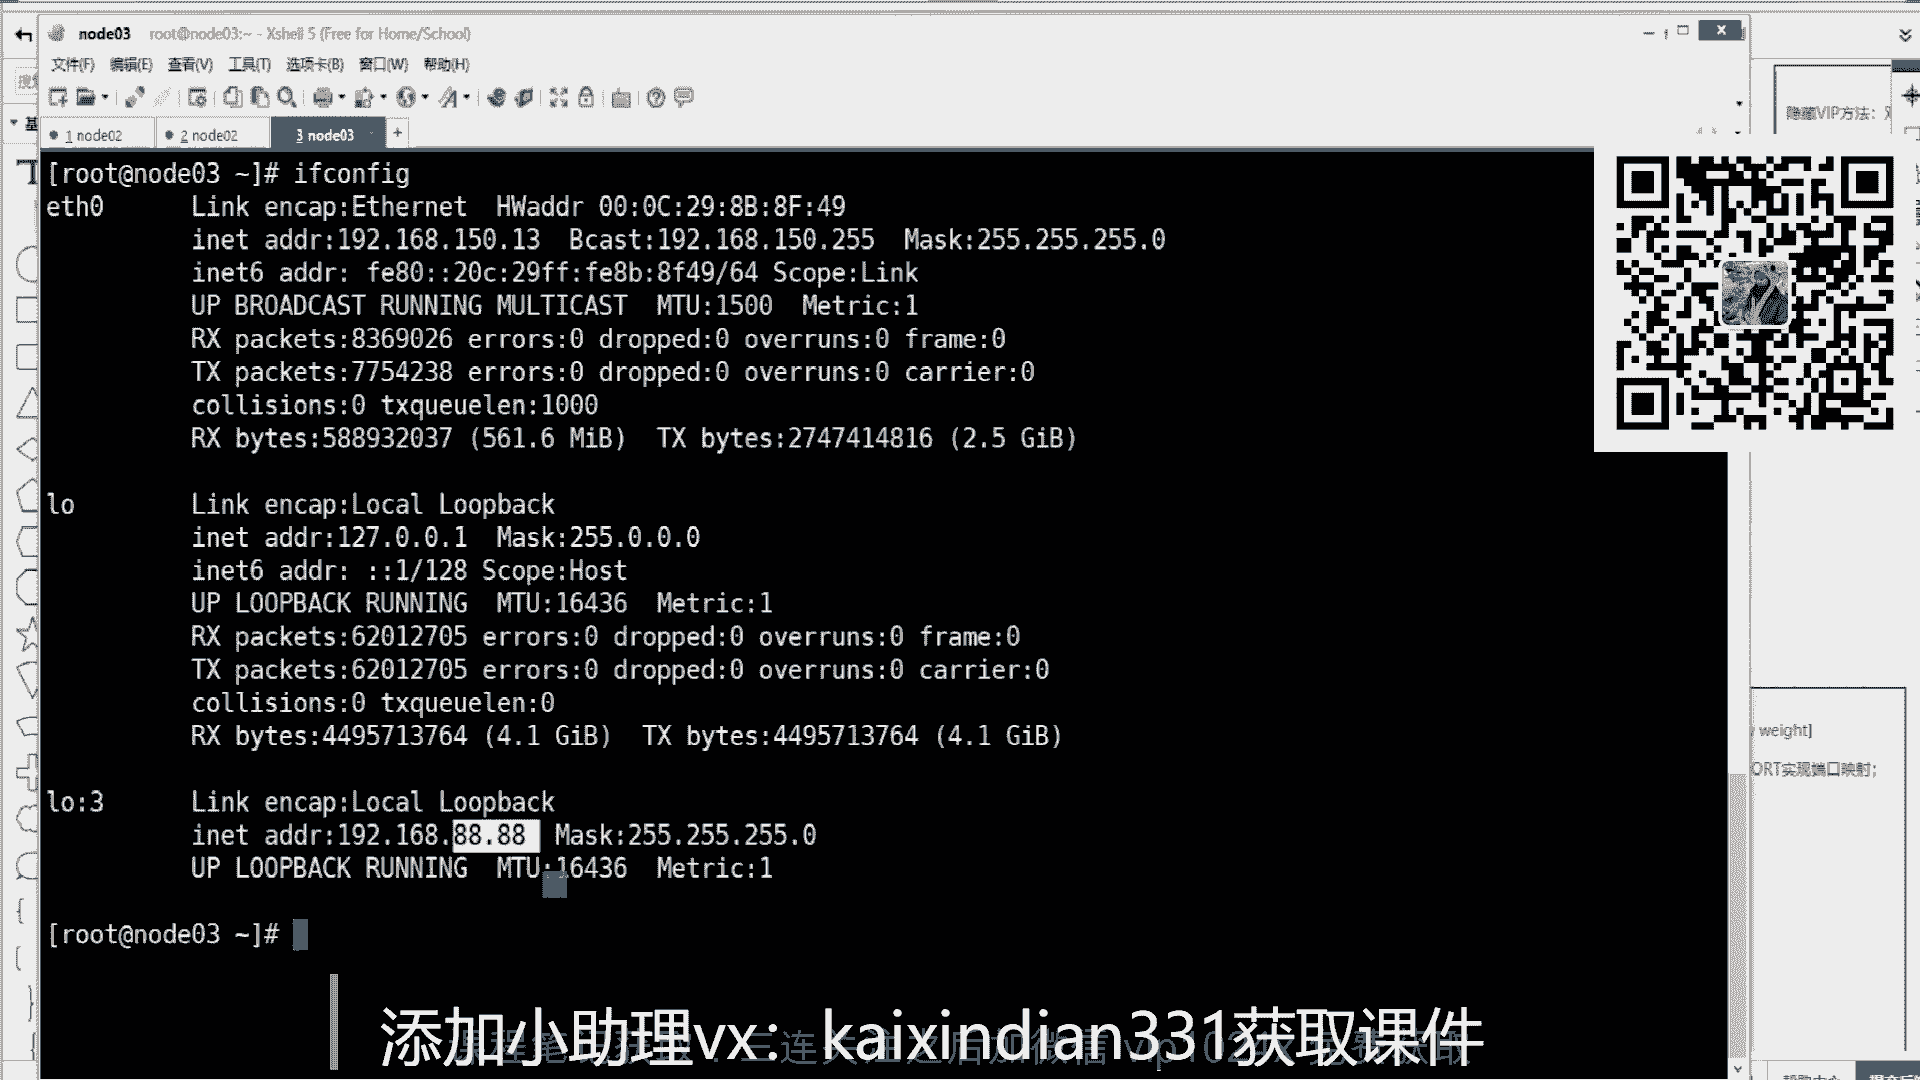 node03 root@node03:~ - Xshell 5 (Free for Home/School)
文件(F) 编辑(E) 查看(V) 工具(T) 选项卡(B) 窗口(W) 帮助(H)
1 node02 2 node02 3 node03 +
隐藏VIP方法：
[root@node03 ~]# ifconfig
eth0 Link encap:Ethernet HWaddr 00:0C:29:8B:8F:49
inet addr:192.168.150.13 Bcast:192.168.150.255 Mask:255.255.255.0
inet6 addr: fe80::20c:29ff:fe8b:8f49/64 Scope:Link
UP BROADCAST RUNNING MULTICAST MTU:1500 Metric:1
RX packets:8369026 errors:0 dropped:0 overruns:0 frame:0
TX packets:7754238 errors:0 dropped:0 overruns:0 carrier:0
collisions:0 txqueuelen:1000
RX bytes:588932037 (561.6 MiB) TX bytes:2747414816 (2.5 GiB)
lo Link encap:Local Loopback
inet addr:127.0.0.1 Mask:255.0.0.0
inet6 addr: ::1/128 Scope:Host
UP LOOPBACK RUNNING MTU:16436 Metric:1
RX packets:62012705 errors:0 dropped:0 overruns:0 frame:0
TX packets:62012705 errors:0 dropped:0 overruns:0 carrier:0
collisions:0 txqueuelen:0
RX bytes:4495713764 (4.1 GiB) TX bytes:4495713764 (4.1 GiB)
weight]
ORT实现端口映射;
lo:3 Link encap:Local Loopback
inet addr:192.168.88.88 Mask:255.255.255.0
UP LOOPBACK RUNNING MTU:16436 Metric:1
[root@node03 ~]#
添加小助理vx：kaixindian331获取课件